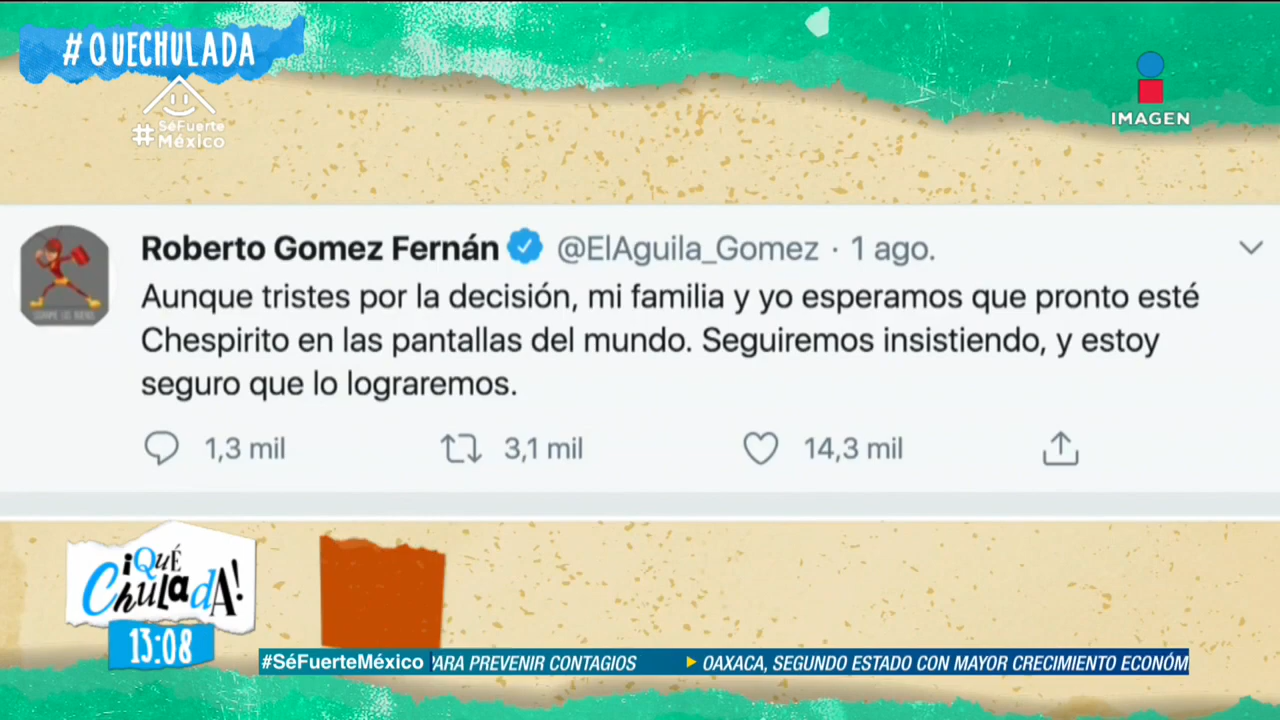 #QUECHULADA
#SéFuerte
México
IMAGEN
Roberto Gomez Fernán @ElAguila_Gomez · 1 ago.
Aunque tristes por la decisión, mi familia y yo esperamos que pronto esté
Chespirito en las pantallas del mundo. Seguiremos insistiendo, y estoy
seguro que lo lograremos.
1,3 mil 3,1 mil 14,3 mil
¡QUÉ
ChuladA!
13:08
#SéFuerteMéxico PARA PREVENIR CONTAGIOS OAXACA, SEGUNDO ESTADO CON MAYOR CRECIMIENTO ECONÓM